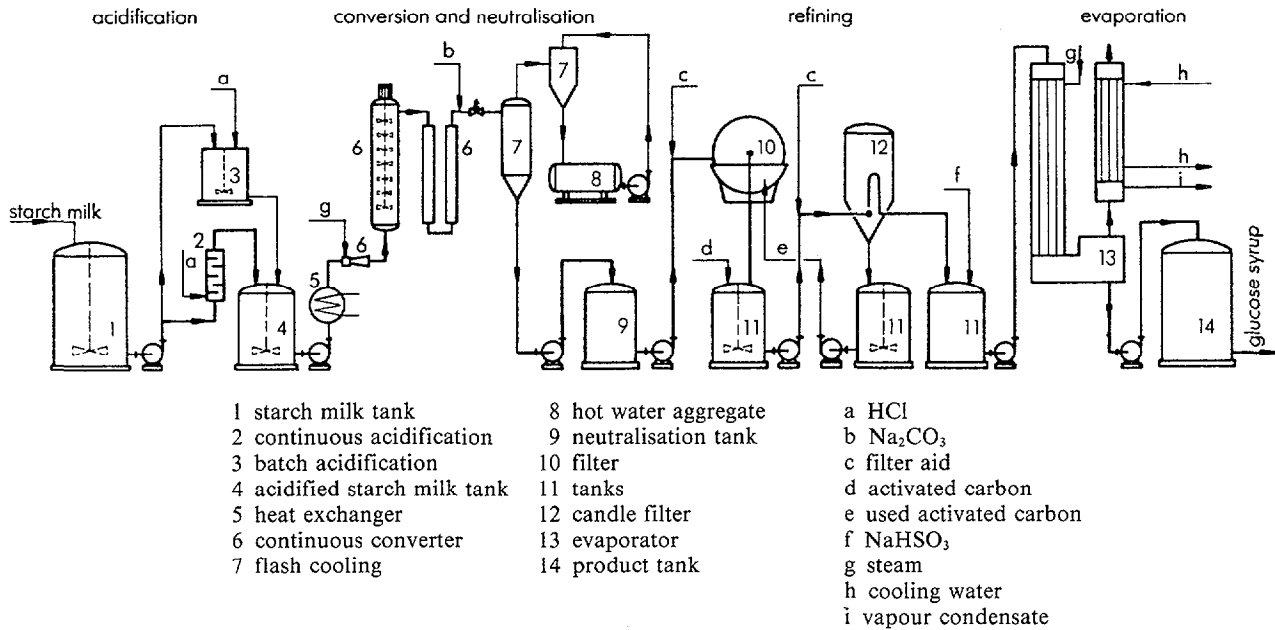 acidification conversion and neutralisation refining evaporation
a b c c g h
7
6 6 7 10 12
3 8 h
i
f
starch milk g
2 d e 13
a 6
5
1 4 9 11 11 11 14 glucose syrup
1 starch milk tank
2 continuous acidification
3 batch acidification
4 acidified starch milk tank
5 heat exchanger
6 continuous converter
7 flash cooling
8 hot water aggregate
9 neutralisation tank
10 filter
11 tanks
12 candle filter
13 evaporator
14 product tank
a HCl
b Na₂CO₃
c filter aid
d activated carbon
e used activated carbon
f NaHSO₃
g steam
h cooling water
i vapour condensate